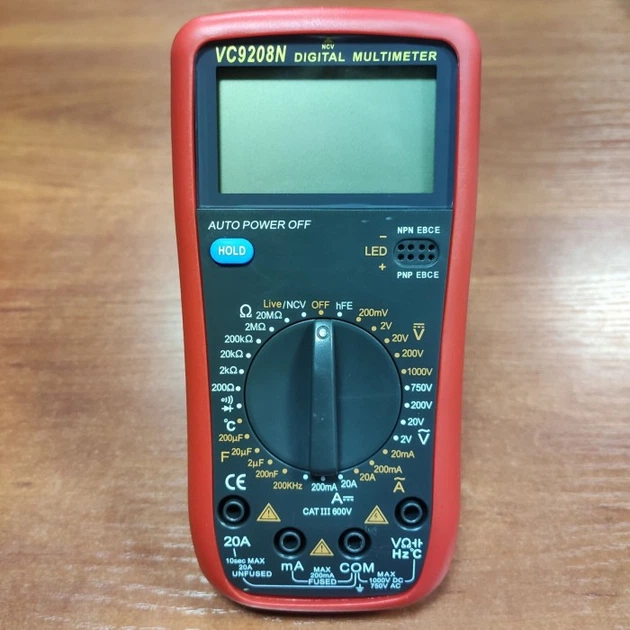 NCV
VC9208N DIGITAL MULTIMETER
AUTO POWER OFF
HOLD
NPN EBCE
−
LED
+
PNP EBCE
Live/NCV OFF hFE
Ω 20MΩ
2MΩ
200kΩ
20kΩ
2kΩ
200Ω
°C
200µF
F 20µF
2µF
200nF
200KHz
200mV
2V
20V V
200V
1000V
750V
200V
20V
2V V
20mA
200mA
20A A
200mA 20A
A
CE
CAT III 600V
20A
10sec MAX
20A
UNFUSED
mA
MAX
200mA
FUSED
COM
MAX
1000V DC
750V AC
VΩ
Hz°C